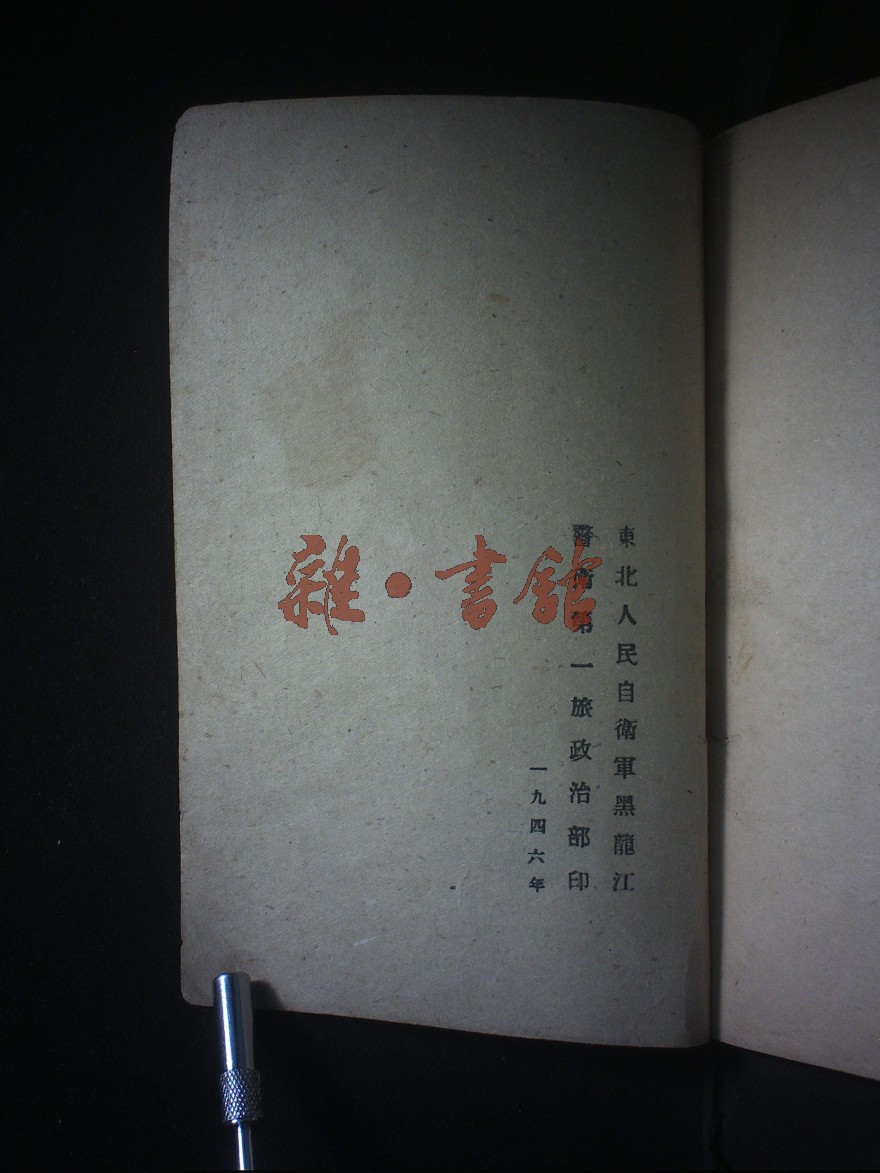 東北人民自衛軍黑龍江
警衛第一旅政治部印
一九四六年
雜·書館